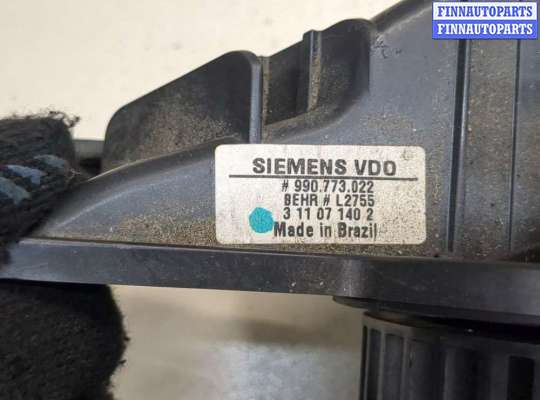 FINNAUTOPARTS
FINNAUTOPARTS
SIEMENS VDO
# 990.773.022
BEHR # L2755
3 11 07 140 2
Made in Brazil